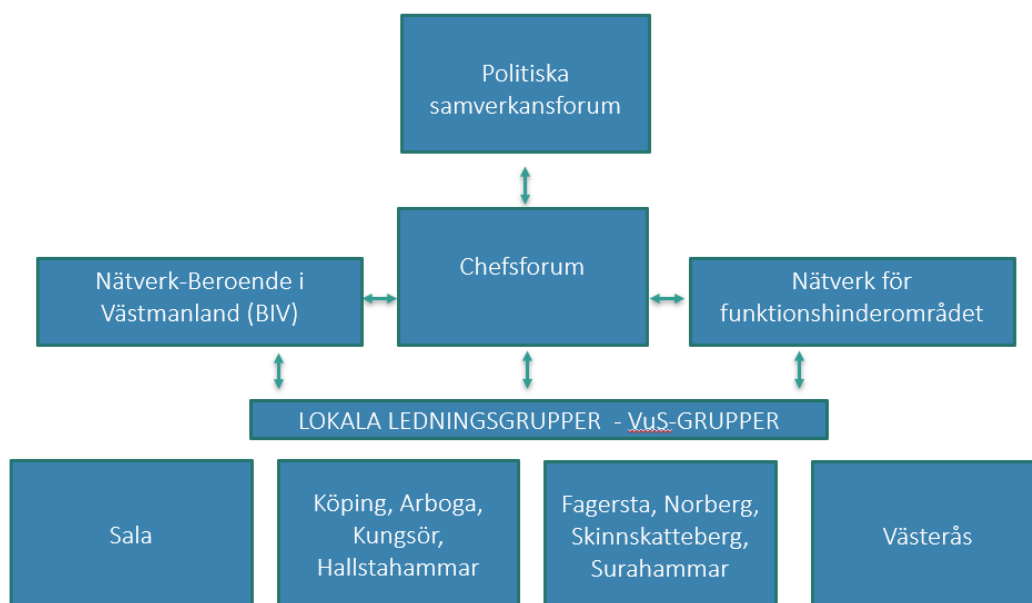 Politiska
samverkansforum
Chefsforum
Nätverk-Beroende i
Västmanland (BIV)
Nätverk för
funktionshinderområdet
LOKALA LEDNINGSGRUPPER - VuS-GRUPPER
Sala
Köping, Arboga,
Kungsör,
Hallstahammar
Fagersta, Norberg,
Skinnskatteberg,
Surahammar
Västerås